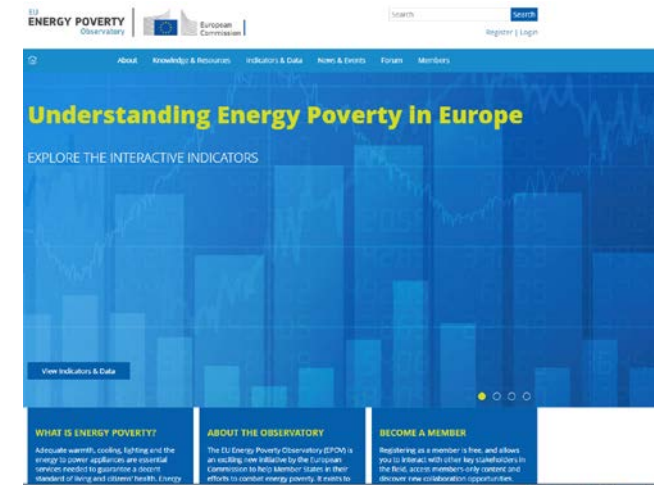 EU
ENERGY POVERTY
Observatory
European
Commission
Search
Search
Register | Login
About Knowledge & Resources Indicators & Data News & Events Forum Members
Understanding Energy Poverty in Europe
EXPLORE THE INTERACTIVE INDICATORS
View Indicators & Data
WHAT IS ENERGY POVERTY?
Adequate warmth, cooling, lighting and the
energy to power appliances are essential
services needed to guarantee a decent
standard of living and citizens' health. Energy
ABOUT THE OBSERVATORY
The EU Energy Poverty Observatory (EPOV) is
an exciting new initiative by the European
Commission to help Member States in their
efforts to combat energy poverty. It exists to
BECOME A MEMBER
Registering as a member is free, and allows
you to interact with other key stakeholders in
the field, access members-only content and
discover new collaboration opportunities.